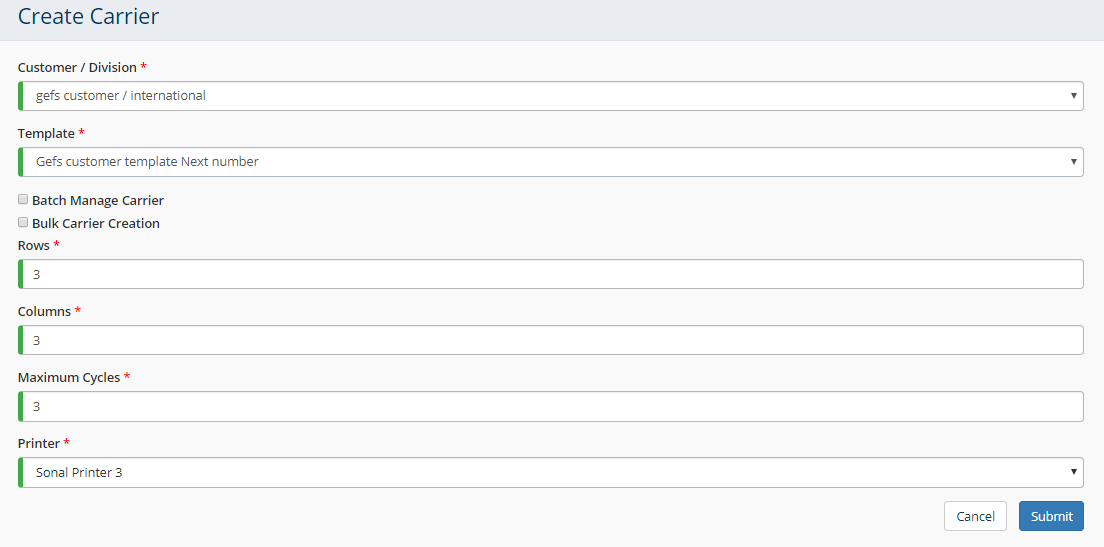 Create Carrier
Customer / Division *
gefs customer / international
Template *
Gefs customer template Next number
Batch Manage Carrier
Bulk Carrier Creation
Rows *
3
Columns *
3
Maximum Cycles *
3
Printer *
Sonal Printer 3
Cancel Submit